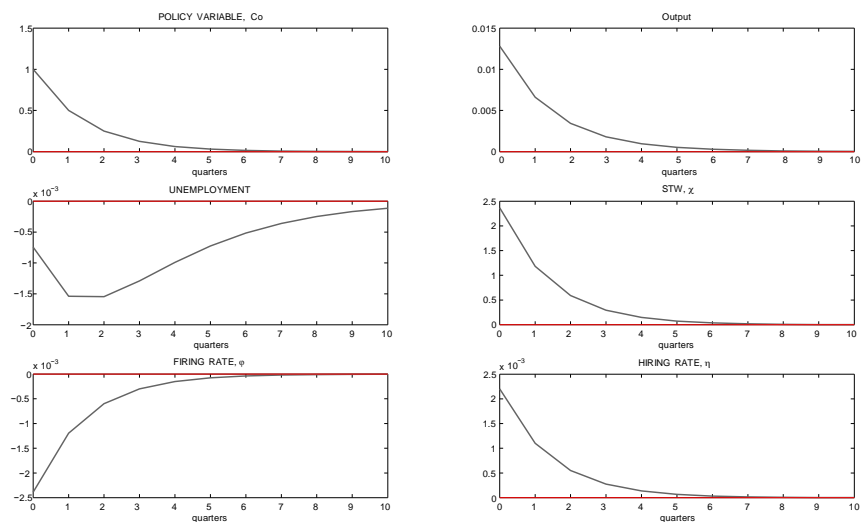 POLICY VARIABLE, Co
1.5
1
0.5
0
0 1 2 3 4 5 6 7 8 9 10
quarters
Output
0.015
0.01
0.005
0
0 1 2 3 4 5 6 7 8 9 10
quarters
UNEMPLOYMENT
x 10⁻³
0
−0.5
−1
−1.5
−2
0 1 2 3 4 5 6 7 8 9 10
quarters
STW, χ
2.5
2
1.5
1
0.5
0
0 1 2 3 4 5 6 7 8 9 10
quarters
FIRING RATE, φ
x 10⁻³
0
−0.5
−1
−1.5
−2
−2.5
0 1 2 3 4 5 6 7 8 9 10
quarters
HIRING RATE, η
x 10⁻³
2.5
2
1.5
1
0.5
0
0 1 2 3 4 5 6 7 8 9 10
quarters